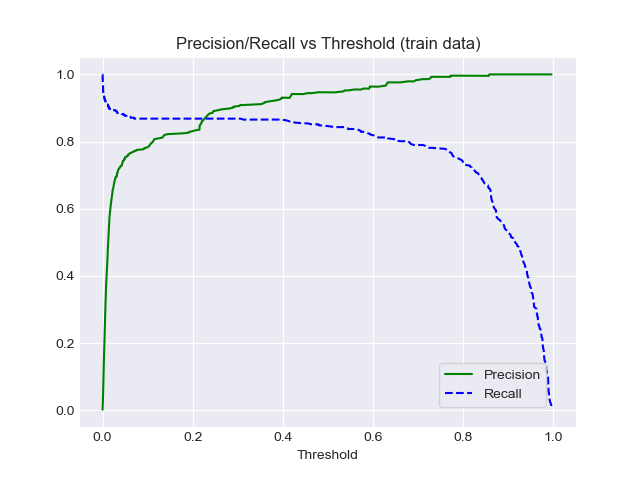 Precision/Recall vs Threshold (train data)
1.0
0.8
0.6
0.4
0.2
0.0
Precision
Recall
0.0 0.2 0.4 0.6 0.8 1.0
Threshold